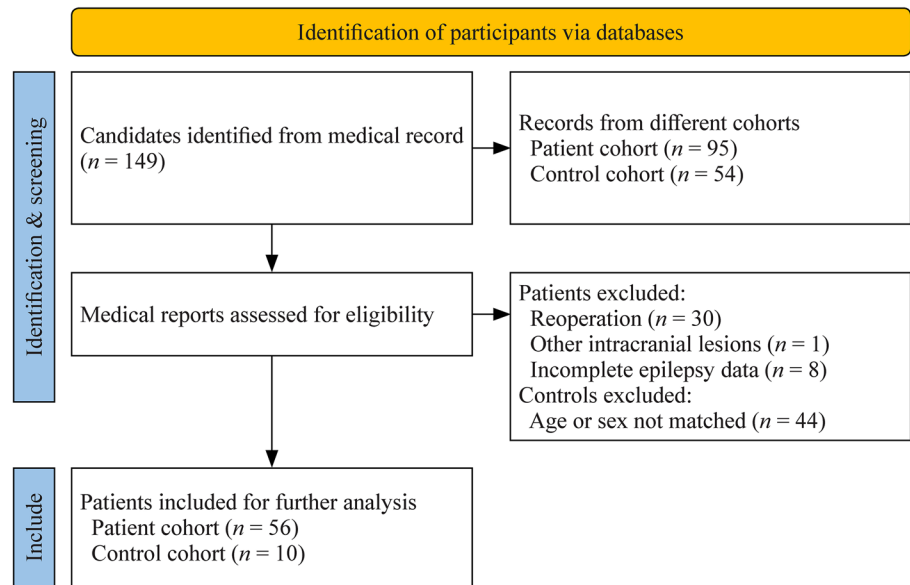 Identification of participants via databases
Identification & screening
Candidates identified from medical record
(n = 149)
Records from different cohorts
Patient cohort (n = 95)
Control cohort (n = 54)
Medical reports assessed for eligibility
Patients excluded:
Reoperation (n = 30)
Other intracranial lesions (n = 1)
Incomplete epilepsy data (n = 8)
Controls excluded:
Age or sex not matched (n = 44)
Include
Patients included for further analysis
Patient cohort (n = 56)
Control cohort (n = 10)